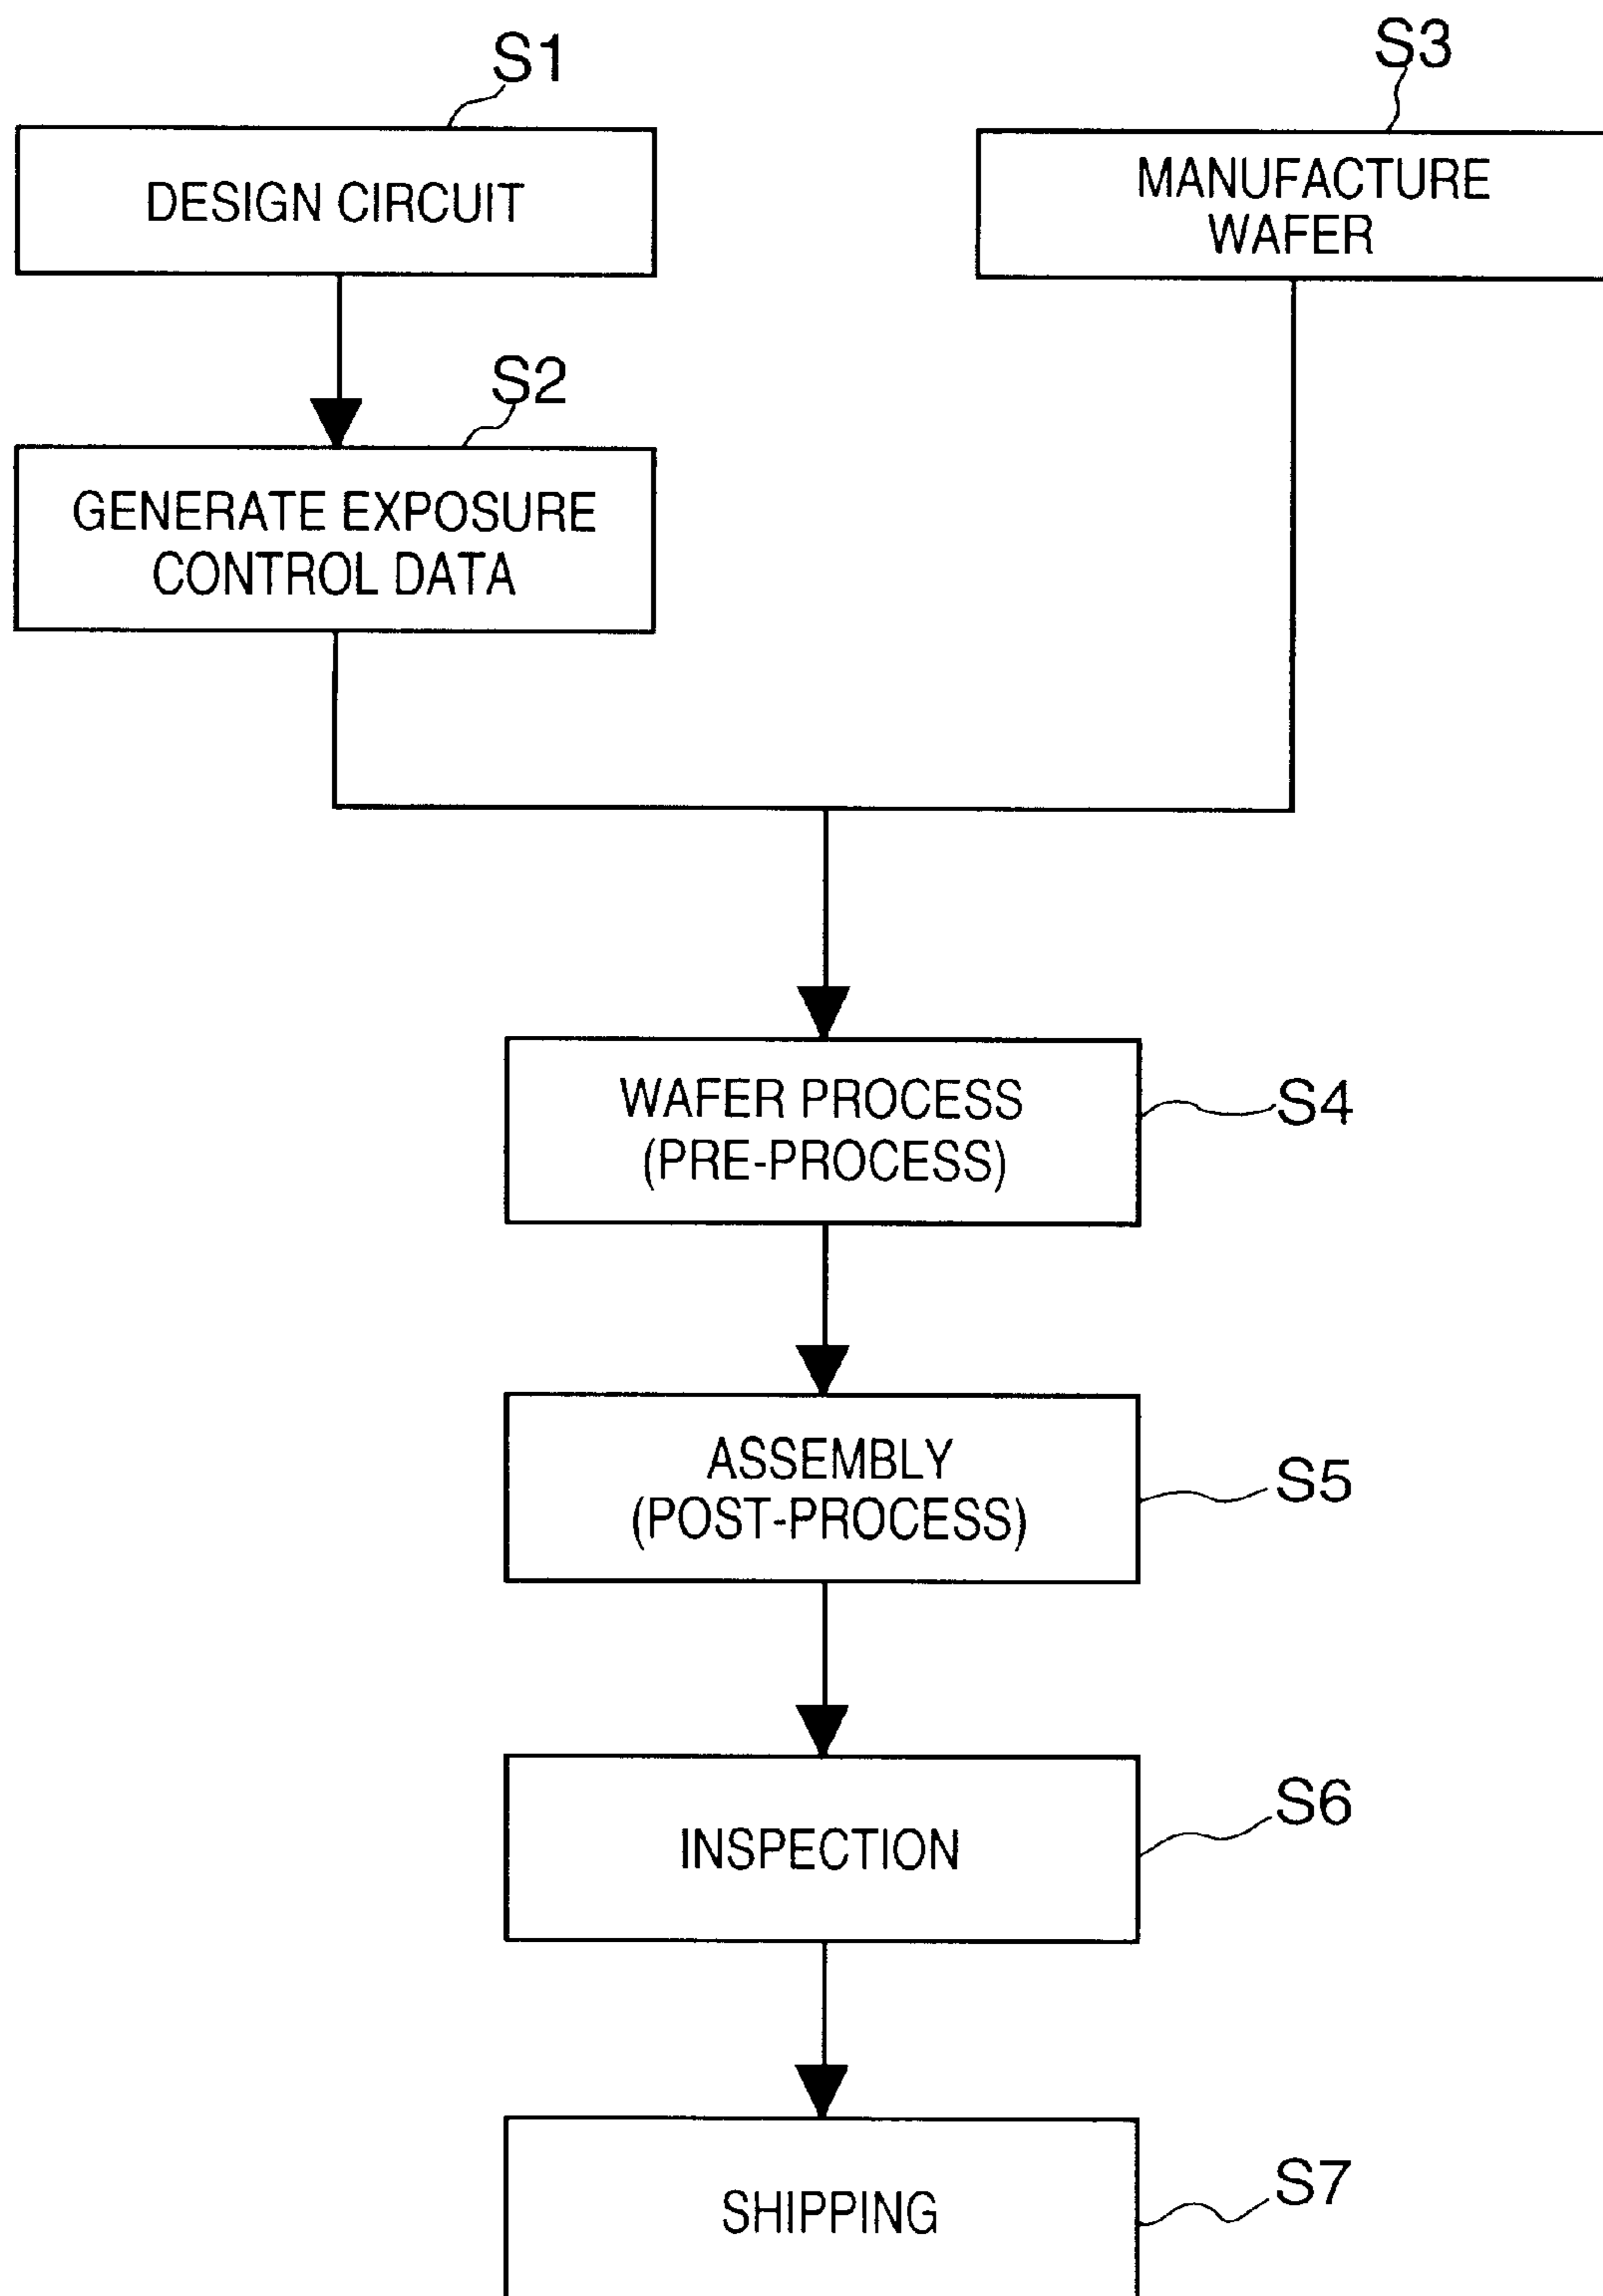 S1
DESIGN CIRCUIT
S3
MANUFACTURE
WAFER
S2
GENERATE EXPOSURE
CONTROL DATA
WAFER PROCESS
(PRE-PROCESS)
S4
ASSEMBLY
(POST-PROCESS)
S5
INSPECTION
S6
SHIPPING
S7